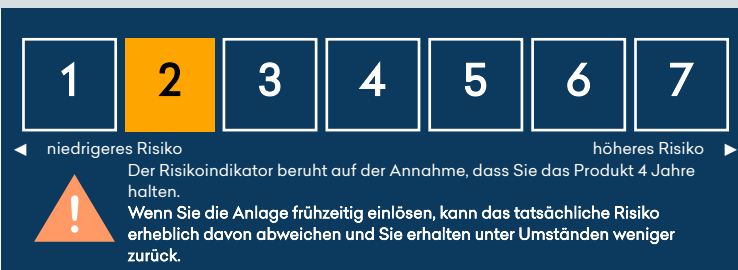 1 2 3 4 5 6 7
◄ niedrigeres Risiko höheres Risiko ►
Der Risikoindikator beruht auf der Annahme, dass Sie das Produkt 4 Jahre
halten.
Wenn Sie die Anlage frühzeitig einlösen, kann das tatsächliche Risiko
erheblich davon abweichen und Sie erhalten unter Umständen weniger
zurück.